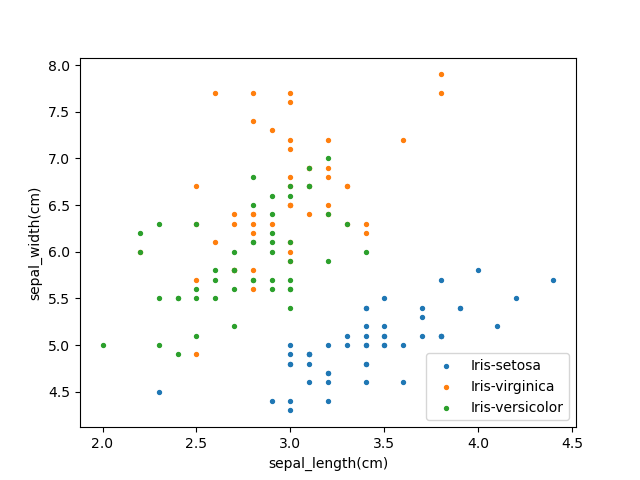 8.0
7.5
7.0
6.5
6.0
5.5
5.0
4.5
sepal_width(cm)
Iris-setosa
Iris-virginica
Iris-versicolor
2.0 2.5 3.0 3.5 4.0 4.5
sepal_length(cm)